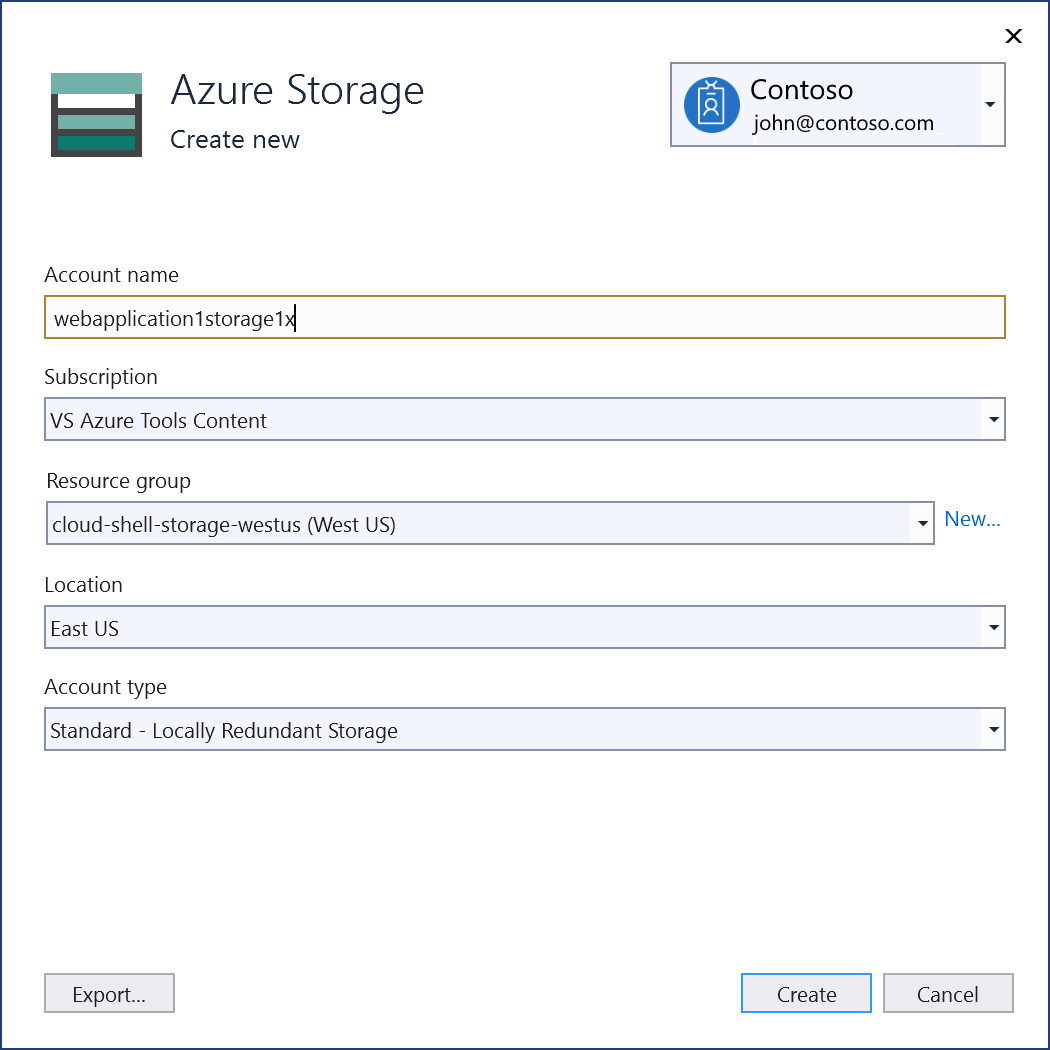 Azure Storage
Create new
Contoso
john@contoso.com
Account name
webapplication1storage1x
Subscription
VS Azure Tools Content
Resource group
cloud-shell-storage-westus (West US)
New...
Location
East US
Account type
Standard - Locally Redundant Storage
Export...
Create
Cancel